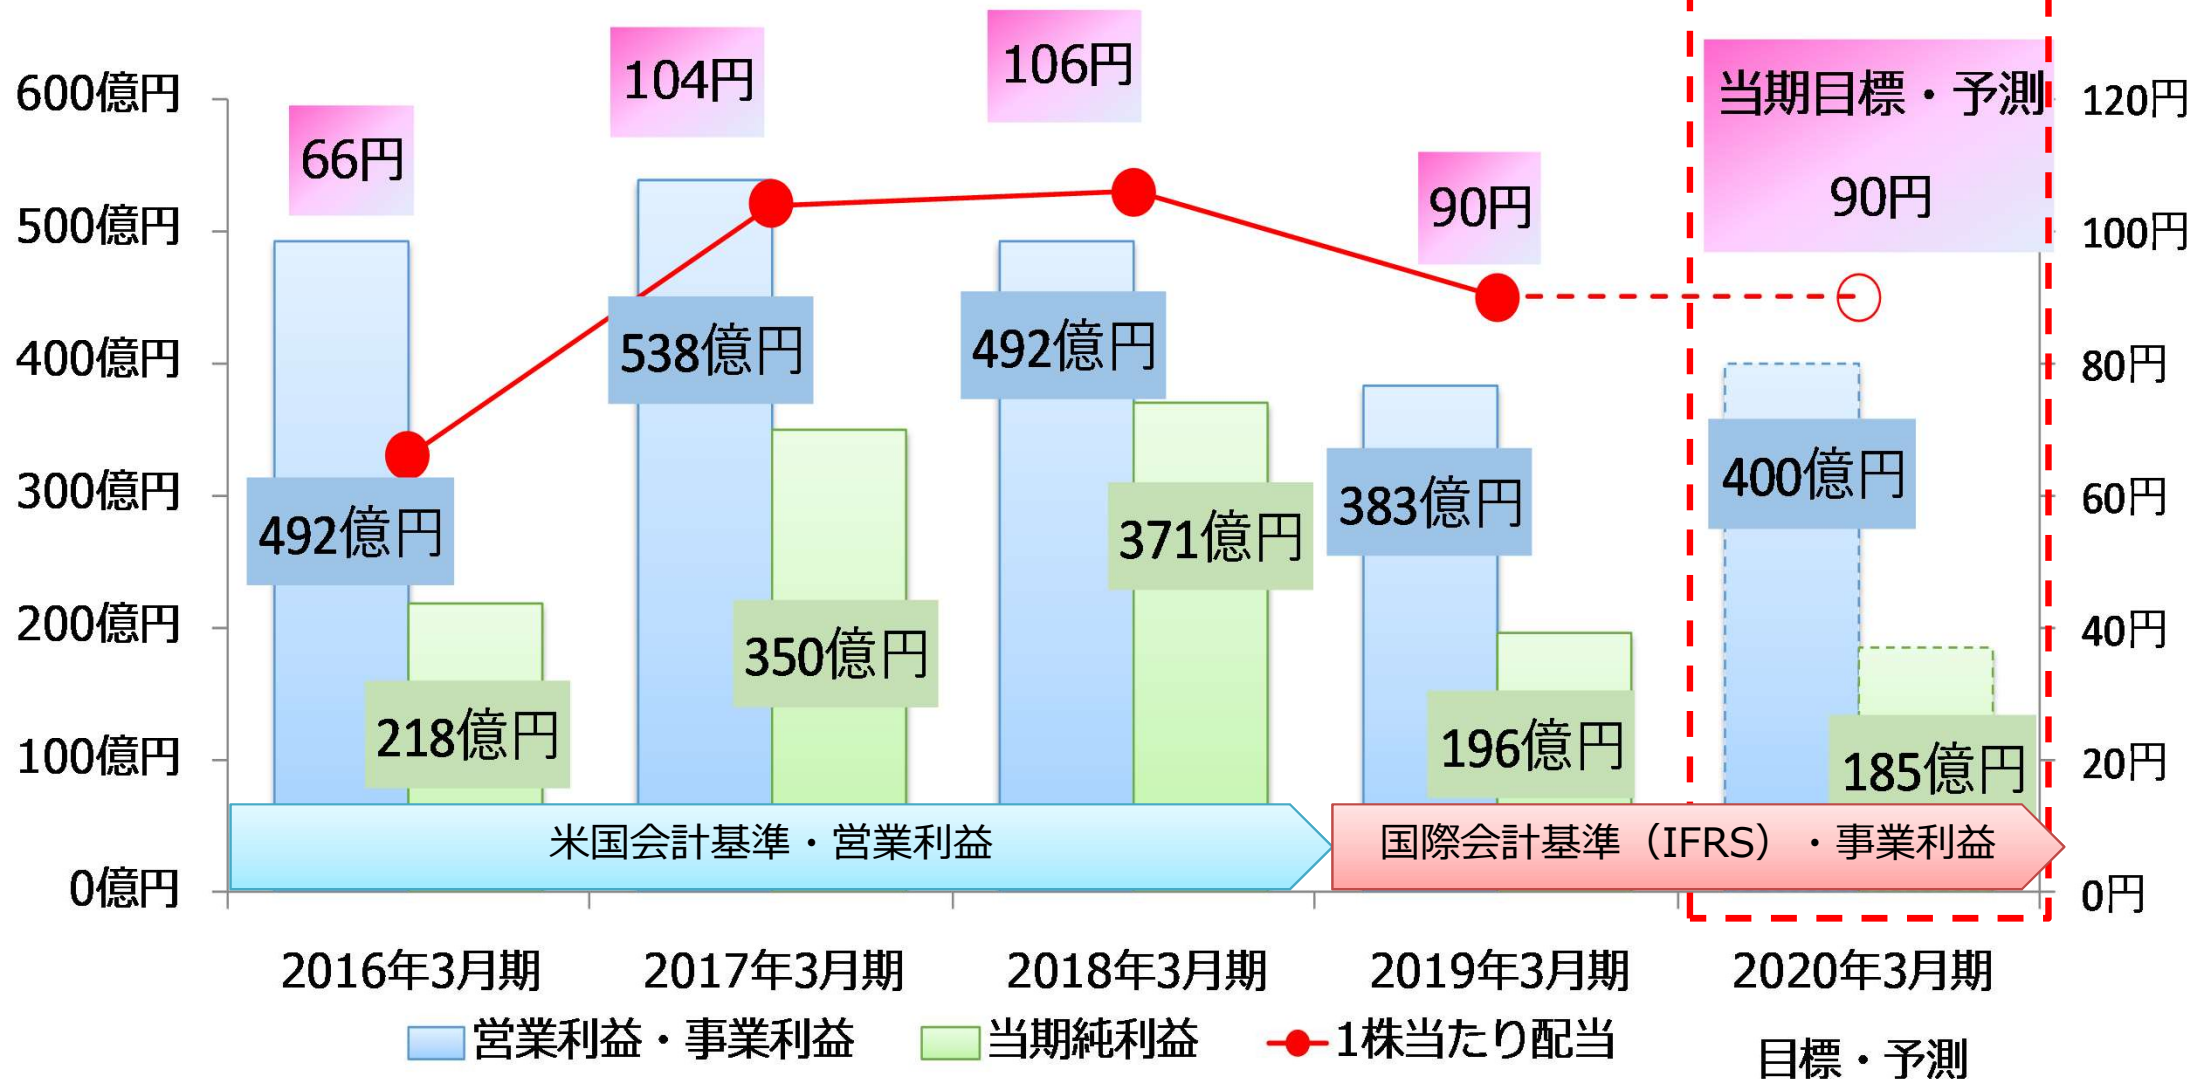 66円
104円
106円
90円
当期目標・予測
90円
600億円
500億円
400億円
300億円
200億円
100億円
0億円
120円
100円
80円
60円
40円
20円
0円
492億円
218億円
538億円
350億円
492億円
371億円
383億円
196億円
400億円
185億円
米国会計基準・営業利益
国際会計基準（IFRS）・事業利益
2016年3月期
2017年3月期
2018年3月期
2019年3月期
2020年3月期
目標・予測
営業利益・事業利益
当期純利益
1株当たり配当